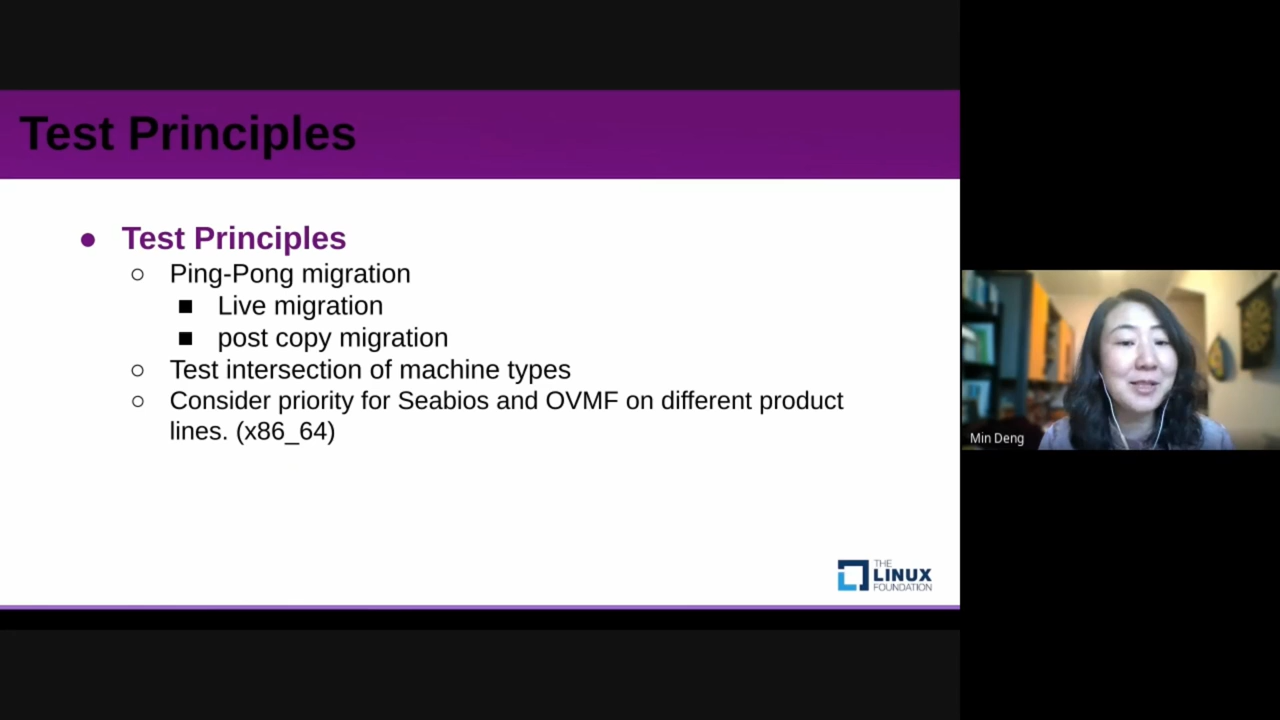 Test Principles
● Test Principles
○ Ping-Pong migration
■ Live migration
■ post copy migration
○ Test intersection of machine types
○ Consider priority for Seabios and OVMF on different product
lines. (x86_64)
THE
LINUX
FOUNDATION
Min Deng